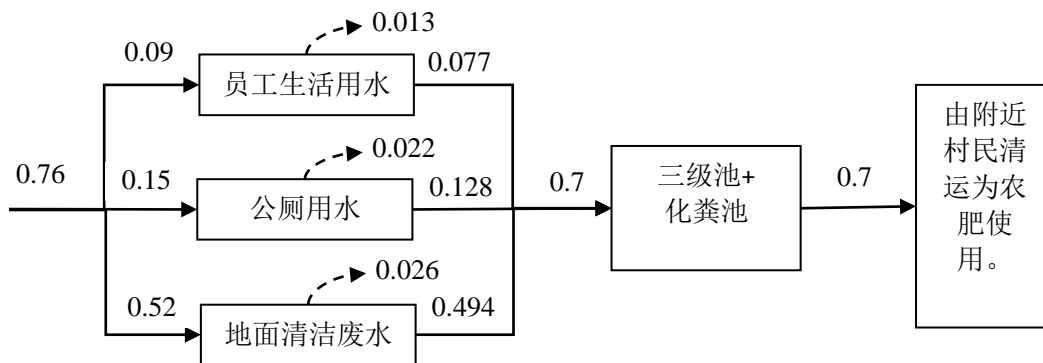 0.013
0.09
员工生活用水
0.077
0.022
0.76
0.15
公厕用水
0.128
0.7
三级池+
化粪池
0.7
由附近
村民清
运为农
肥使
用。
0.026
0.52
地面清洁废水
0.494